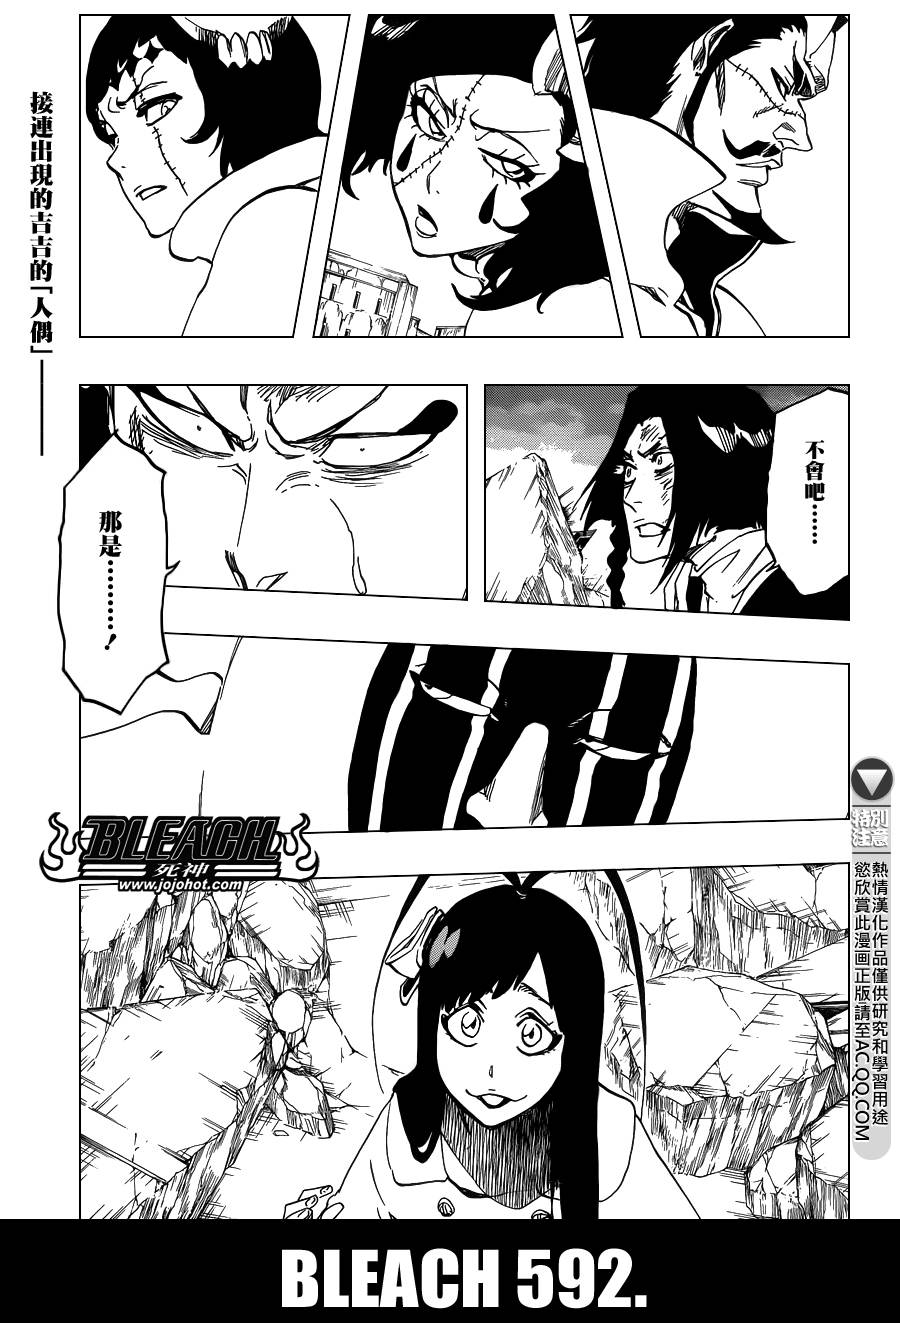 接連出現的吉吉的「人偶」——
不會吧……
那是…………！
BLEACH
死神
www.jojohot.com
特別
注意
熱情漢化作品僅供研究和學習用途
慾欣賞此漫画正版請至AC.QQ.COM
BLEACH 592.